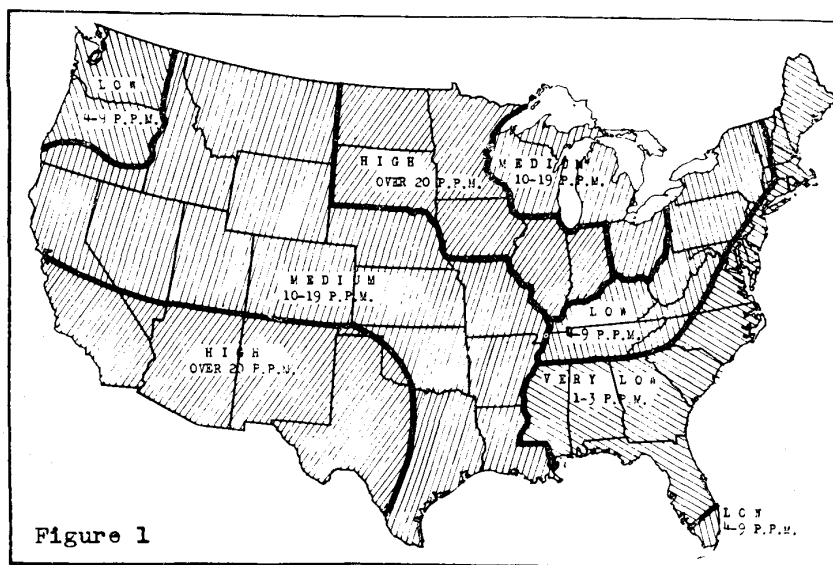 LOW
4-9 P.P.M.
HIGH
OVER 20 P.P.M.
MEDIUM
10-19 P.P.M.
MEDIUM
10-19 P.P.M.
LOW
4-9 P.P.M.
HIGH
OVER 20 P.P.M.
VERY LOW
1-3 P.P.M.
LOW
4-9 P.P.M.
Figure 1